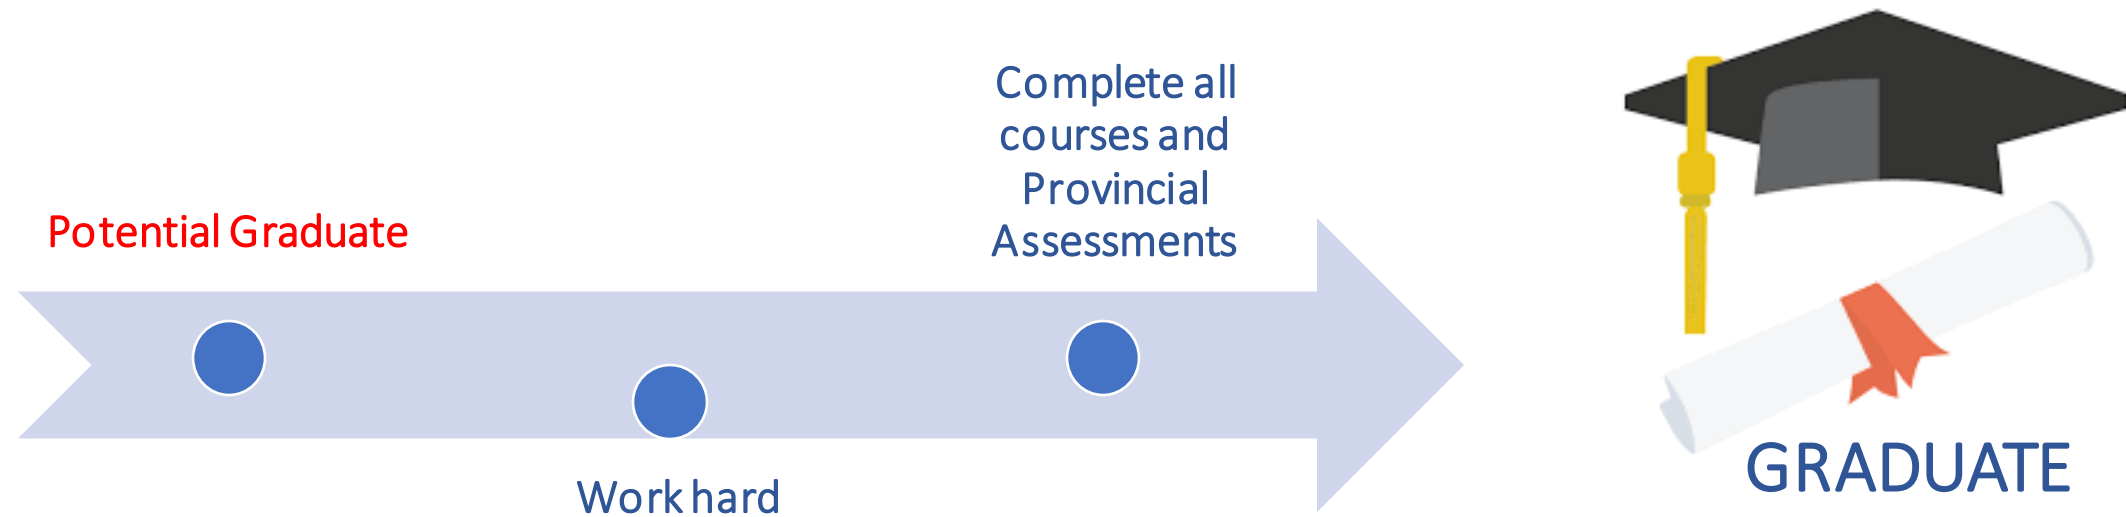 Potential Graduate
Work hard
Complete all
courses and
Provincial
Assessments
GRADUATE